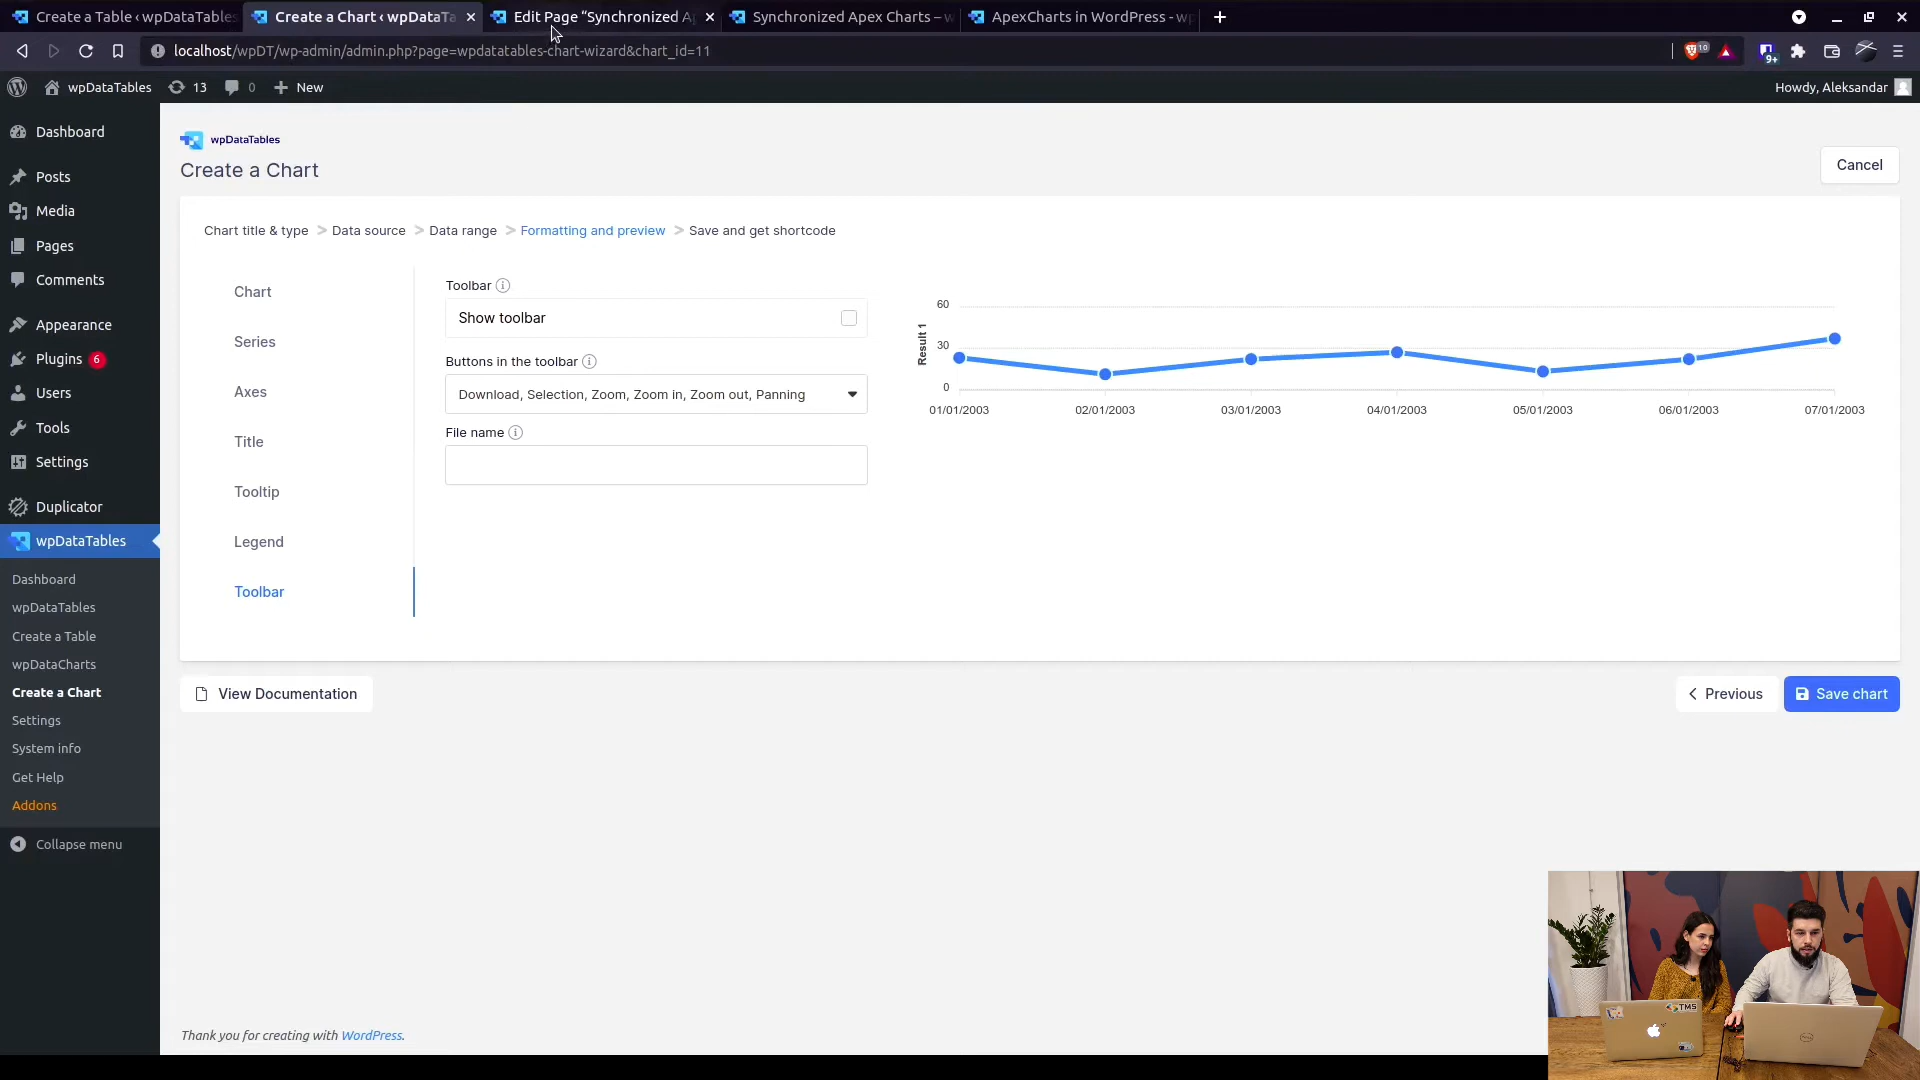 Create a Table ‹ wpDataTables
Create a Chart ‹ wpDataTa
Edit Page “Synchronized A
Synchronized Apex Charts – w
ApexCharts in WordPress - wp
localhost/wpDT/wp-admin/admin.php?page=wpdatatables-chart-wizard&chart_id=11
10
9+
wpDataTables
13
0
New
Howdy, Aleksandar
Dashboard
Posts
Media
Pages
Comments
Appearance
Plugins 6
Users
Tools
Settings
Duplicator
wpDataTables
Dashboard
wpDataTables
Create a Table
wpDataCharts
Create a Chart
Settings
System info
Get Help
Addons
Collapse menu
wpDataTables
Create a Chart
Cancel
Chart title & type > Data source > Data range > Formatting and preview > Save and get shortcode
Chart
Series
Axes
Title
Tooltip
Legend
Toolbar
Toolbar
Show toolbar
Buttons in the toolbar
Download, Selection, Zoom, Zoom in, Zoom out, Panning
File name
Result 1
60
30
0
01/01/2003 02/01/2003 03/01/2003 04/01/2003 05/01/2003 06/01/2003 07/01/2003
View Documentation
Previous
Save chart
Thank you for creating with WordPress.
TMS